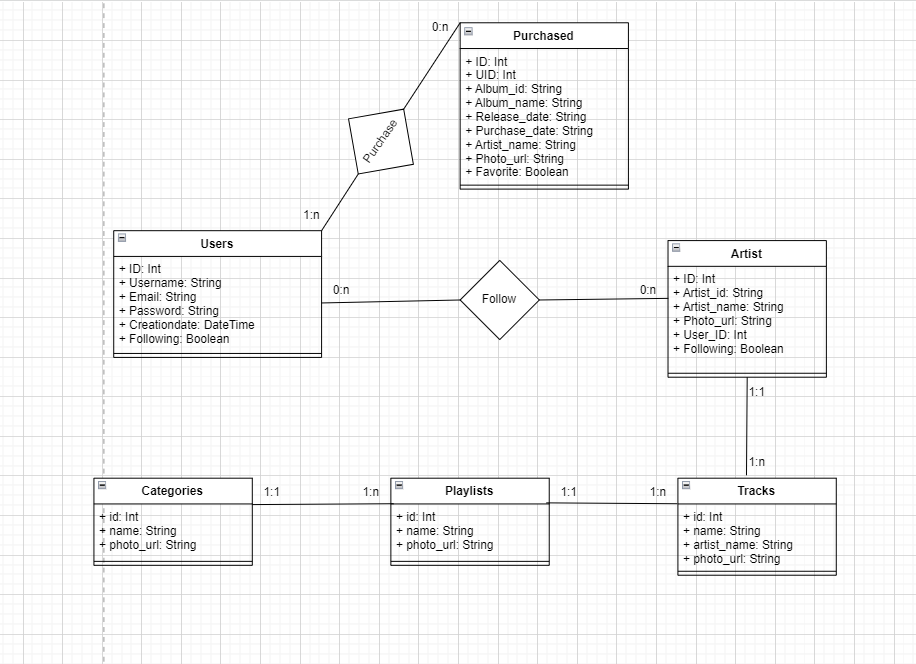 0:n
Purchased
+ ID: Int
+ UID: Int
+ Album_id: String
+ Album_name: String
+ Release_date: String
+ Purchase_date: String
+ Artist_name: String
+ Photo_url: String
+ Favorite: Boolean
Purchase
1:n
Users
+ ID: Int
+ Username: String
+ Email: String
+ Password: String
+ Creationdate: DateTime
+ Following: Boolean
0:n
Follow
0:n
Artist
+ ID: Int
+ Artist_id: String
+ Artist_name: String
+ Photo_url: String
+ User_ID: Int
+ Following: Boolean
1:1
1:n
Categories
+ id: Int
+ name: String
+ photo_url: String
1:1
1:n
Playlists
+ id: Int
+ name: String
+ photo_url: String
1:1
1:n
Tracks
+ id: Int
+ name: String
+ artist_name: String
+ photo_url: String